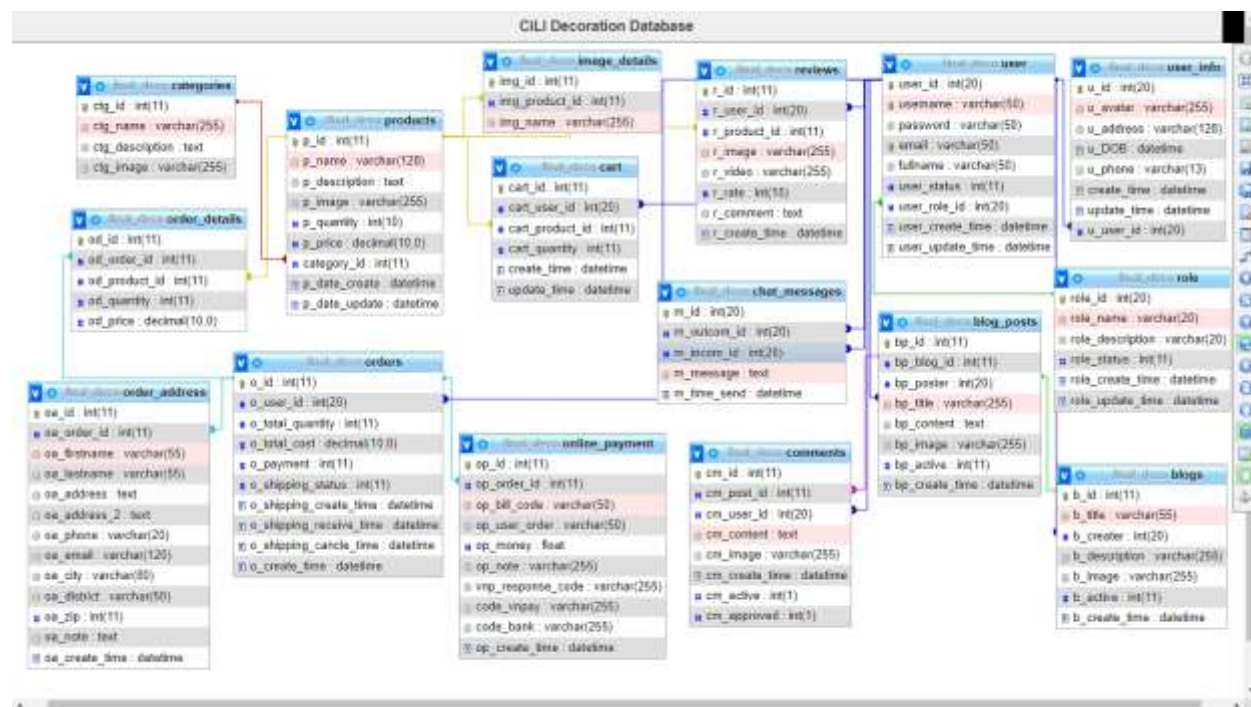 CILI Decoration Database
categories
ctg_id : int(11)
ctg_name : varchar(255)
ctg_description : text
ctg_image : varchar(255)
products
p_id : int(11)
p_name : varchar(128)
p_description : text
p_image : varchar(255)
p_quantity : int(10)
p_price : decimal(10,0)
category_id : int(11)
p_date_create : datetime
p_date_update : datetime
image_details
img_id : int(11)
img_product_id : int(11)
img_name : varchar(255)
cart
cart_id : int(11)
cart_user_id : int(20)
cart_product_id : int(11)
cart_quantity : int(11)
create_time : datetime
update_time : datetime
reviews
r_id : int(11)
r_user_id : int(20)
r_product_id : int(11)
r_image : varchar(255)
r_video : varchar(255)
r_rate : int(10)
r_comment : text
r_create_time : datetime
user
user_id : int(20)
username : varchar(50)
password : varchar(50)
email : varchar(50)
fullname : varchar(50)
user_status : int(11)
user_role_id : int(20)
user_create_time : datetime
user_update_time : datetime
user_info
u_id : int(20)
u_avatar : varchar(255)
u_address : varchar(128)
u_DOB : datetime
u_phone : varchar(13)
create_time : datetime
update_time : datetime
u_user_id : int(20)
order_details
od_id : int(11)
od_order_id : int(11)
od_product_id : int(11)
od_quantity : int(11)
od_price : decimal(10,0)
chat_messages
m_id : int(20)
m_outcom_id : int(20)
m_incom_id : int(20)
m_message : text
m_time_send : datetime
role
role_id : int(20)
role_name : varchar(20)
role_description : varchar(20)
role_status : int(11)
role_create_time : datetime
role_update_time : datetime
blog_posts
bp_id : int(11)
bp_blog_id : int(11)
bp_poster : int(20)
bp_title : varchar(255)
bp_content : text
bp_image : varchar(255)
bp_active : int(11)
bp_create_time : datetime
orders
o_id : int(11)
o_user_id : int(20)
o_total_quantity : int(11)
o_total_cost : decimal(10,0)
o_payment : int(11)
o_shipping_status : int(11)
o_shipping_create_time : datetime
o_shipping_receive_time : datetime
o_shipping_cancle_time : datetime
o_create_time : datetime
order_address
oa_id : int(11)
oa_order_id : int(11)
oa_firstname : varchar(55)
oa_lastname : varchar(55)
oa_address : text
oa_address_2 : text
oa_phone : varchar(20)
oa_email : varchar(120)
oa_city : varchar(80)
oa_district : varchar(50)
oa_zip : int(11)
oa_note : text
oa_create_time : datetime
online_payment
op_id : int(11)
op_order_id : int(11)
op_bill_code : varchar(50)
op_user_order : varchar(50)
op_money : float
op_note : varchar(255)
vnp_response_code : varchar(255)
code_vnpay : varchar(255)
code_bank : varchar(255)
op_create_time : datetime
comments
cm_id : int(11)
cm_post_id : int(11)
cm_user_id : int(20)
cm_content : text
cm_image : varchar(255)
cm_create_time : datetime
cm_active : int(1)
cm_approved : int(1)
blogs
b_id : int(11)
b_title : varchar(55)
b_creater : int(20)
b_description : varchar(255)
b_image : varchar(255)
b_active : int(11)
b_create_time : datetime